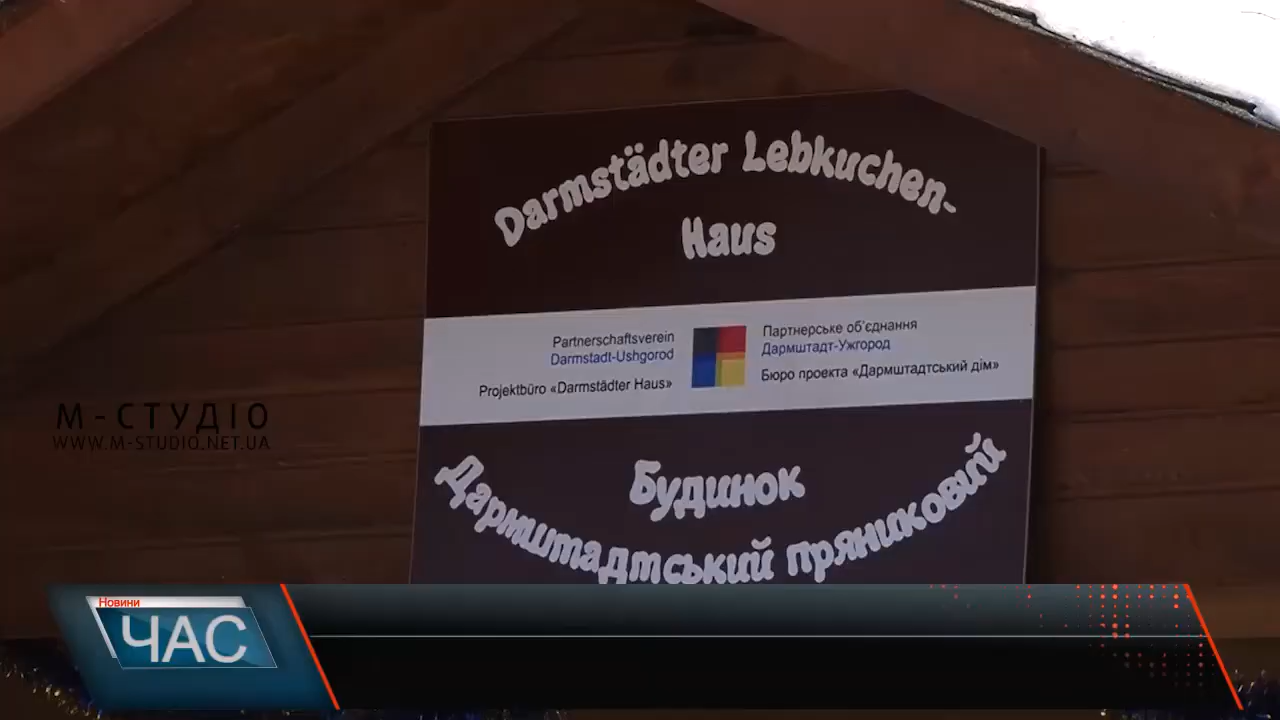 Darmstädter Lebkuchen-
Haus
Partnerschaftsverein
Darmstadt-Ushgorod
Projektbüro «Darmstädter Haus»
Партнерське об'єднання
Дармштадт-Ужгород
Бюро проекта «Дармштадтський дім»
Будинок
Дармштадтський пряниковий
М-СТУДІО
WWW.M-STUDIO.NET.UA
Новини
ЧАС